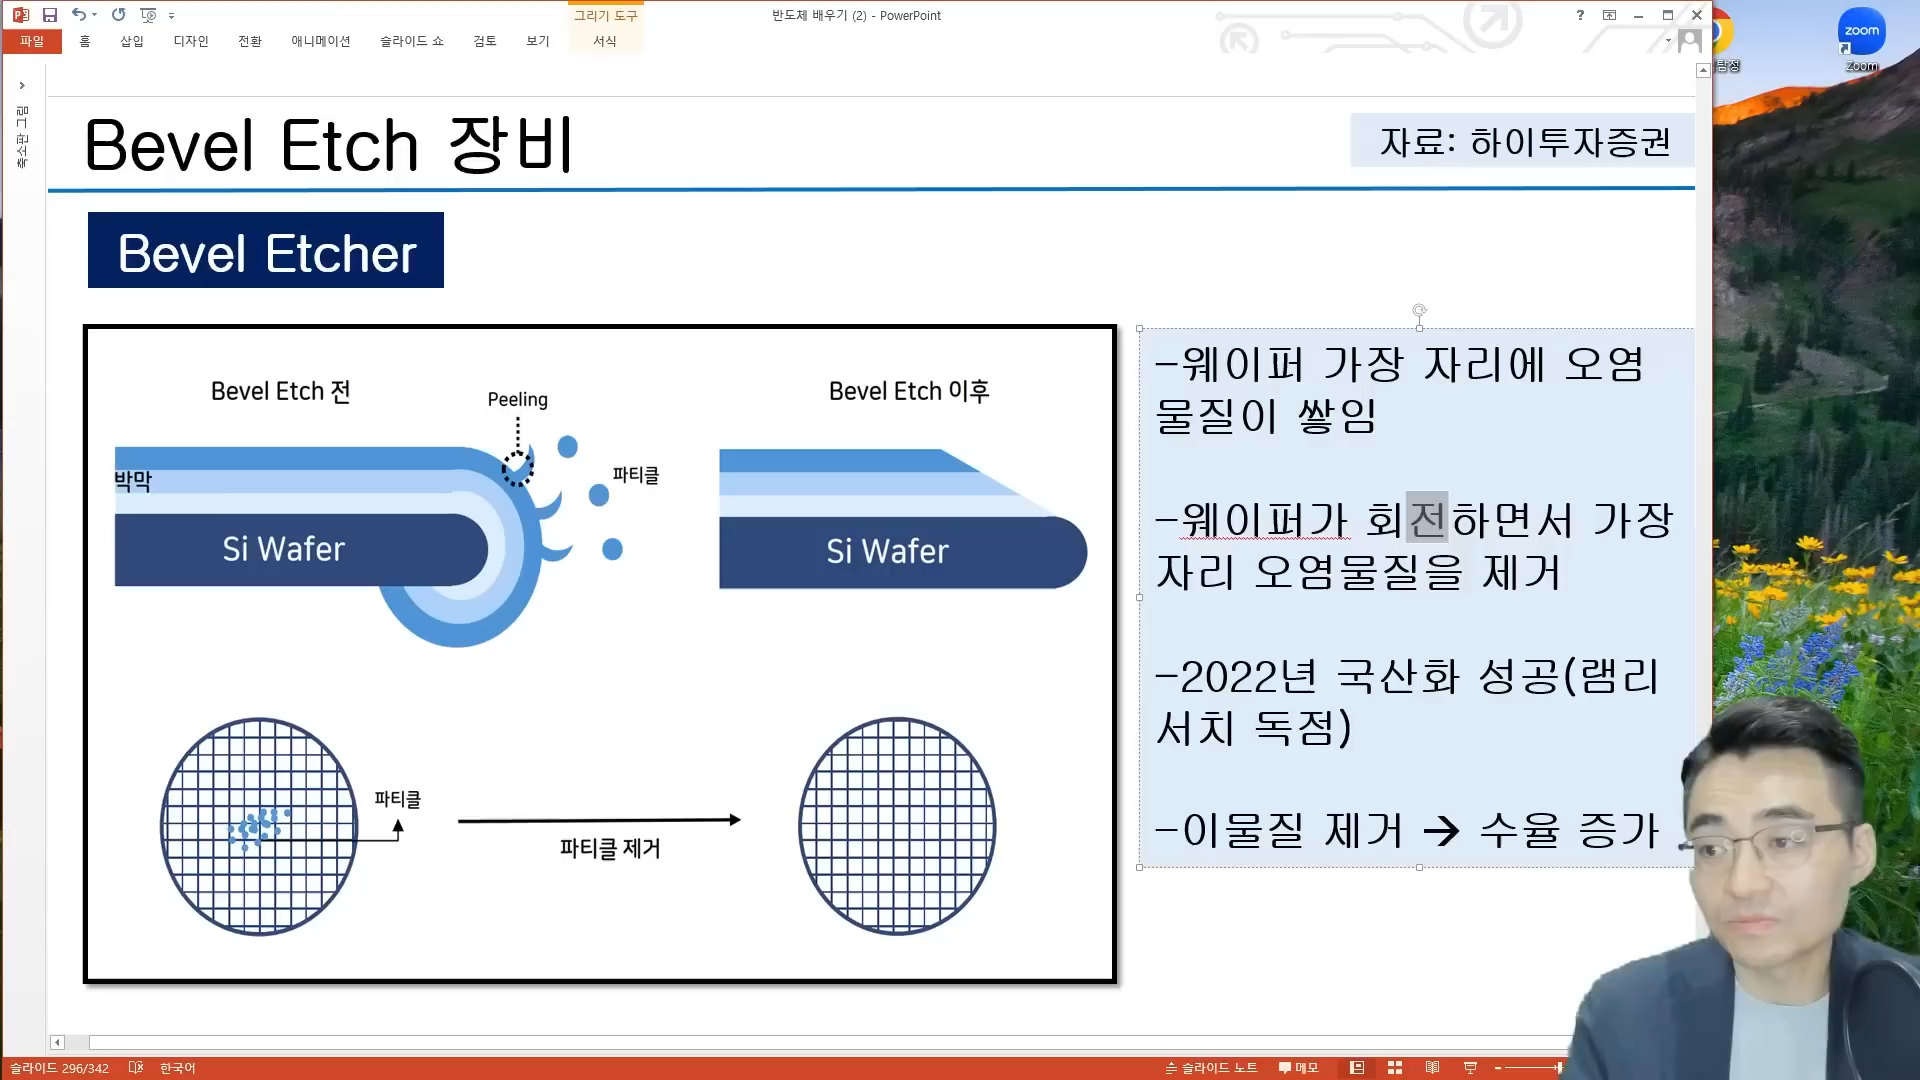 반도체 배우기 (2) - PowerPoint
그리기 도구
파일 홈 삽입 디자인 전환 애니메이션 슬라이드 쇼 검토 보기 서식
Zoom
zoom
축소판 그림
Bevel Etch 장비
자료: 하이투자증권
Bevel Etcher
Bevel Etch 전
Peeling
파티클
박막
Si Wafer
Bevel Etch 이후
Si Wafer
파티클
파티클 제거
-웨이퍼 가장 자리에 오염
물질이 쌓임
-웨이퍼가 회전하면서 가장
자리 오염물질을 제거
-2022년 국산화 성공(램리
서치 독점)
-이물질 제거 → 수율 증가
슬라이드 296/342 한국어
슬라이드 노트 메모